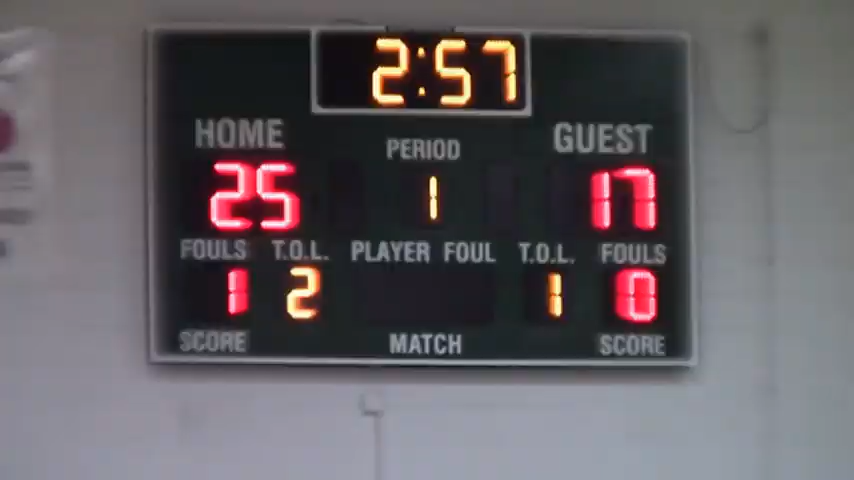 2:57
HOME PERIOD GUEST
25 1 17
FOULS T.O.L. PLAYER FOUL T.O.L. FOULS
1 2 1 0
SCORE MATCH SCORE